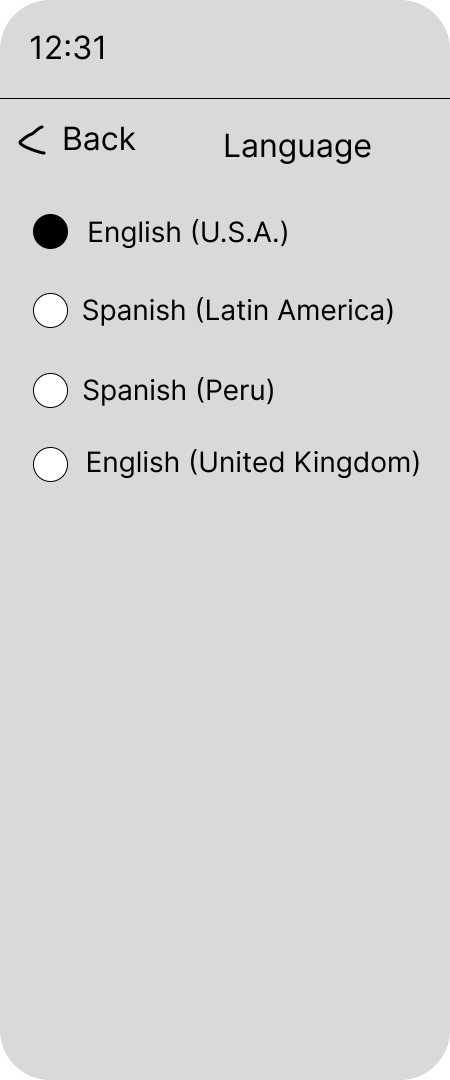 12:31
Back
Language
English (U.S.A.)
Spanish (Latin America)
Spanish (Peru)
English (United Kingdom)